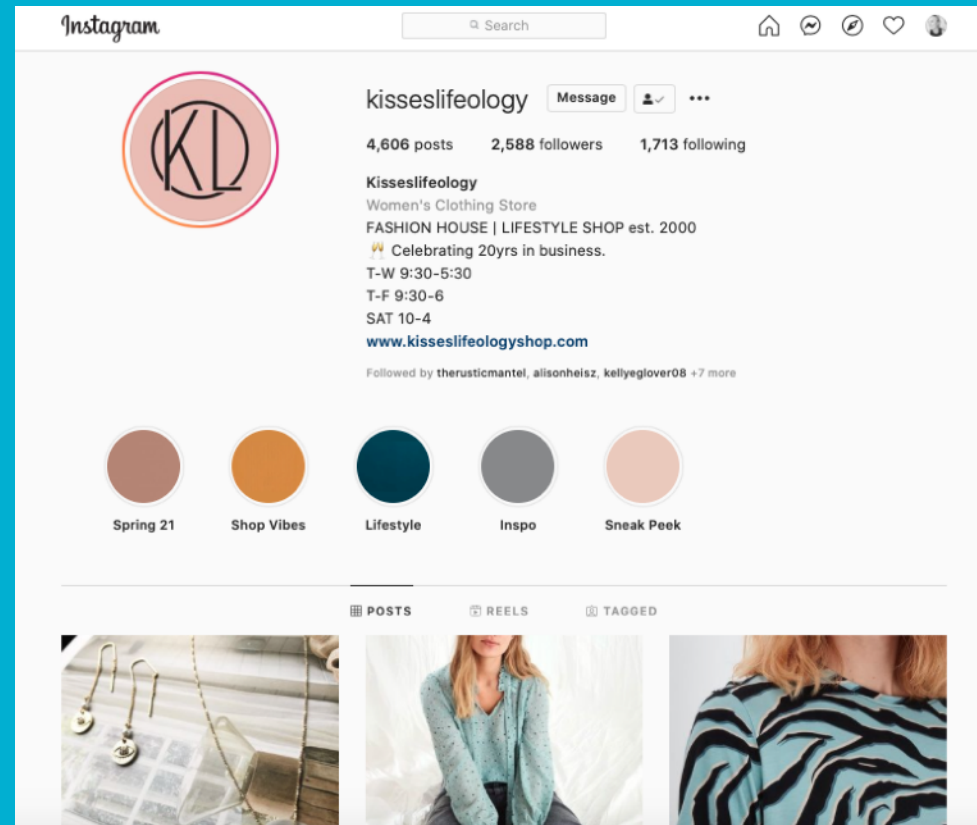 Instagram
Search
KL
kisseslifeology Message
4,606 posts 2,588 followers 1,713 following
Kisseslifeology
Women's Clothing Store
FASHION HOUSE | LIFESTYLE SHOP est. 2000
🥂 Celebrating 20yrs in business.
T-W 9:30-5:30
T-F 9:30-6
SAT 10-4
www.kisseslifeologyshop.com
Followed by therusticmantel, alisonheisz, kellyeglover08 +7 more
Spring 21 Shop Vibes Lifestyle Inspo Sneak Peek
POSTS REELS TAGGED